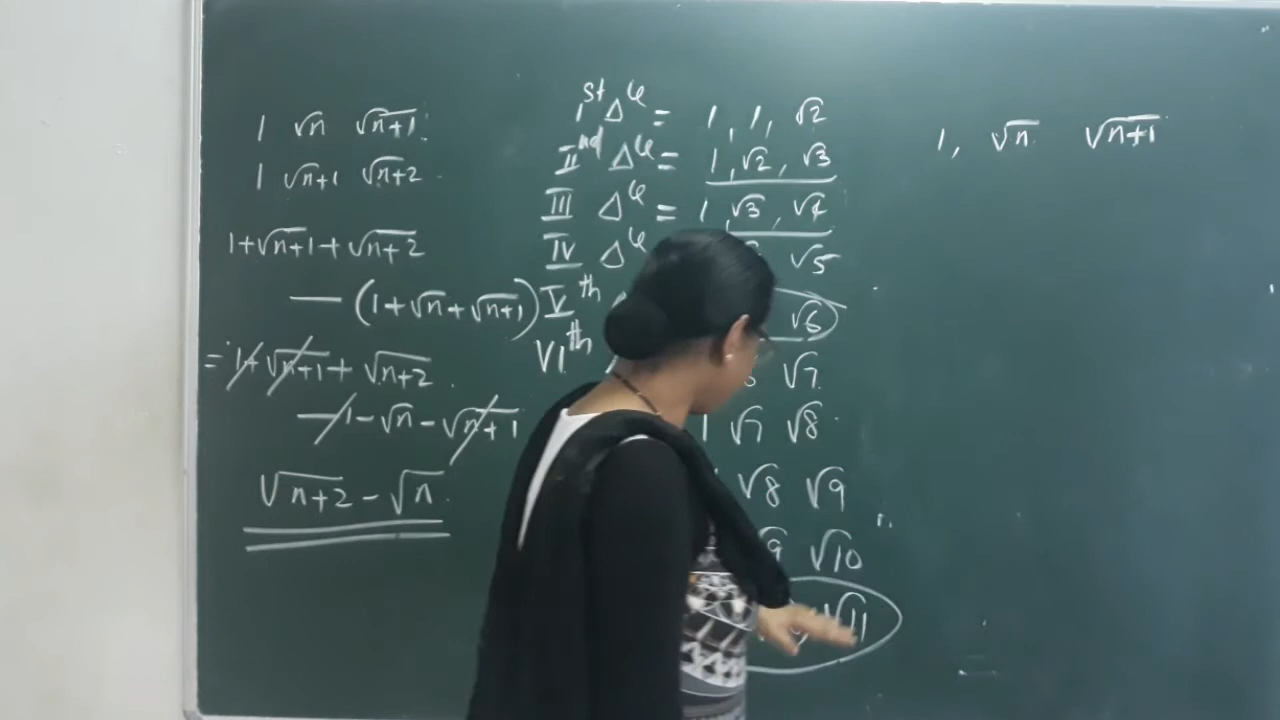 1 √n √n+1
1 √n+1 √n+2
1+√n+1+√n+2
— (1+√n+√n+1)
= 1+√n+1+√n+2
— 1-√n-√n+1
√n+2 - √n
1st Δle = 1, 1, √2
IInd Δle = 1, √2, √3
III Δle = 1, √3, √4
IV Δle √5
Vth √6
VIth √7
1 √7 √8
√8 √9
√9 √10
√11
1, √n √n+1